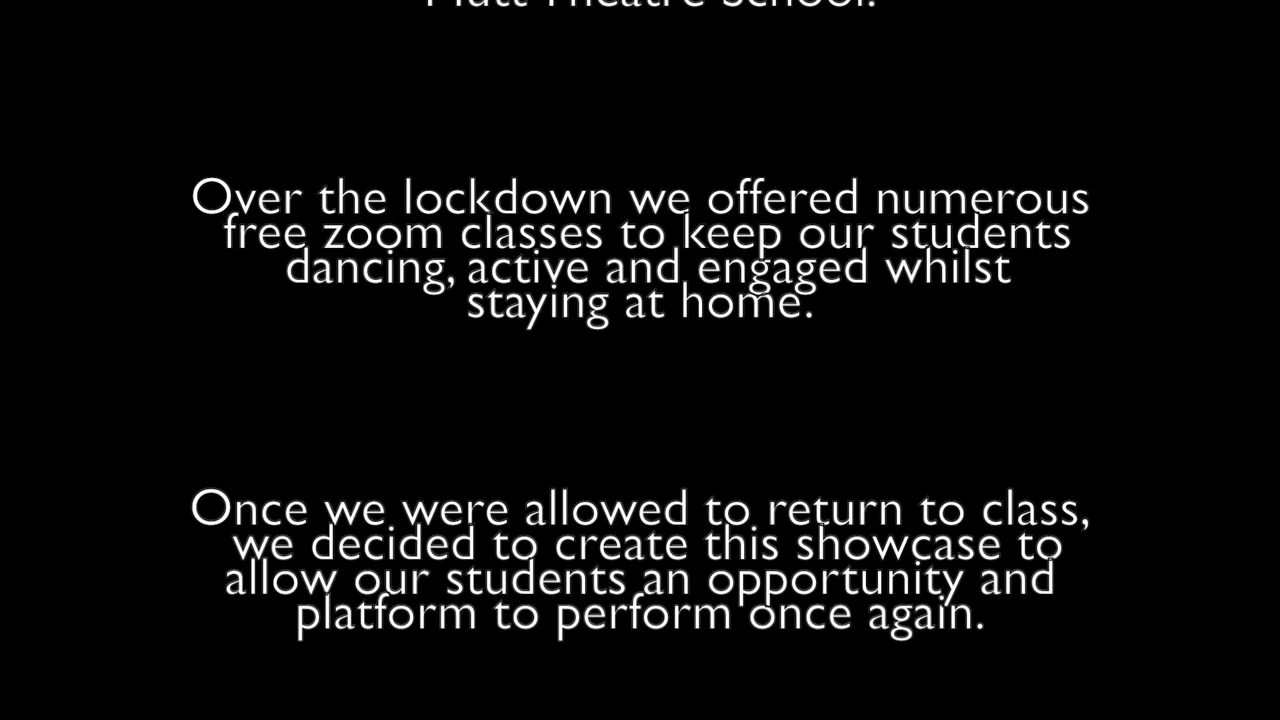 Theatre School.
Over the lockdown we offered numerous
free zoom classes to keep our students
dancing, active and engaged whilst
staying at home.
Once we were allowed to return to class,
we decided to create this showcase to
allow our students an opportunity and
platform to perform once again.